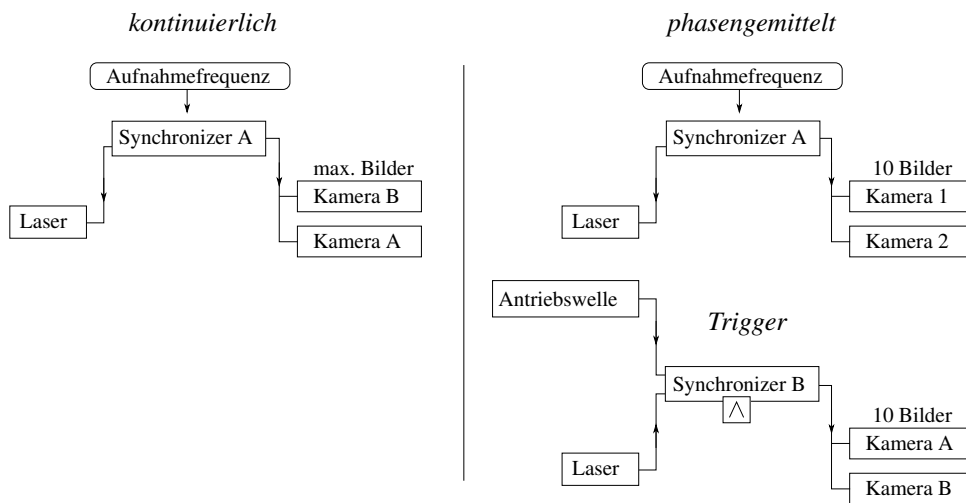 kontinuierlich
Aufnahmefrequenz
Synchronizer A
max. Bilder
Kamera B
Laser
Kamera A
phasengemittelt
Aufnahmefrequenz
Synchronizer A
10 Bilder
Kamera 1
Laser
Kamera 2
Antriebswelle
Trigger
Synchronizer B
∧
10 Bilder
Kamera A
Laser
Kamera B